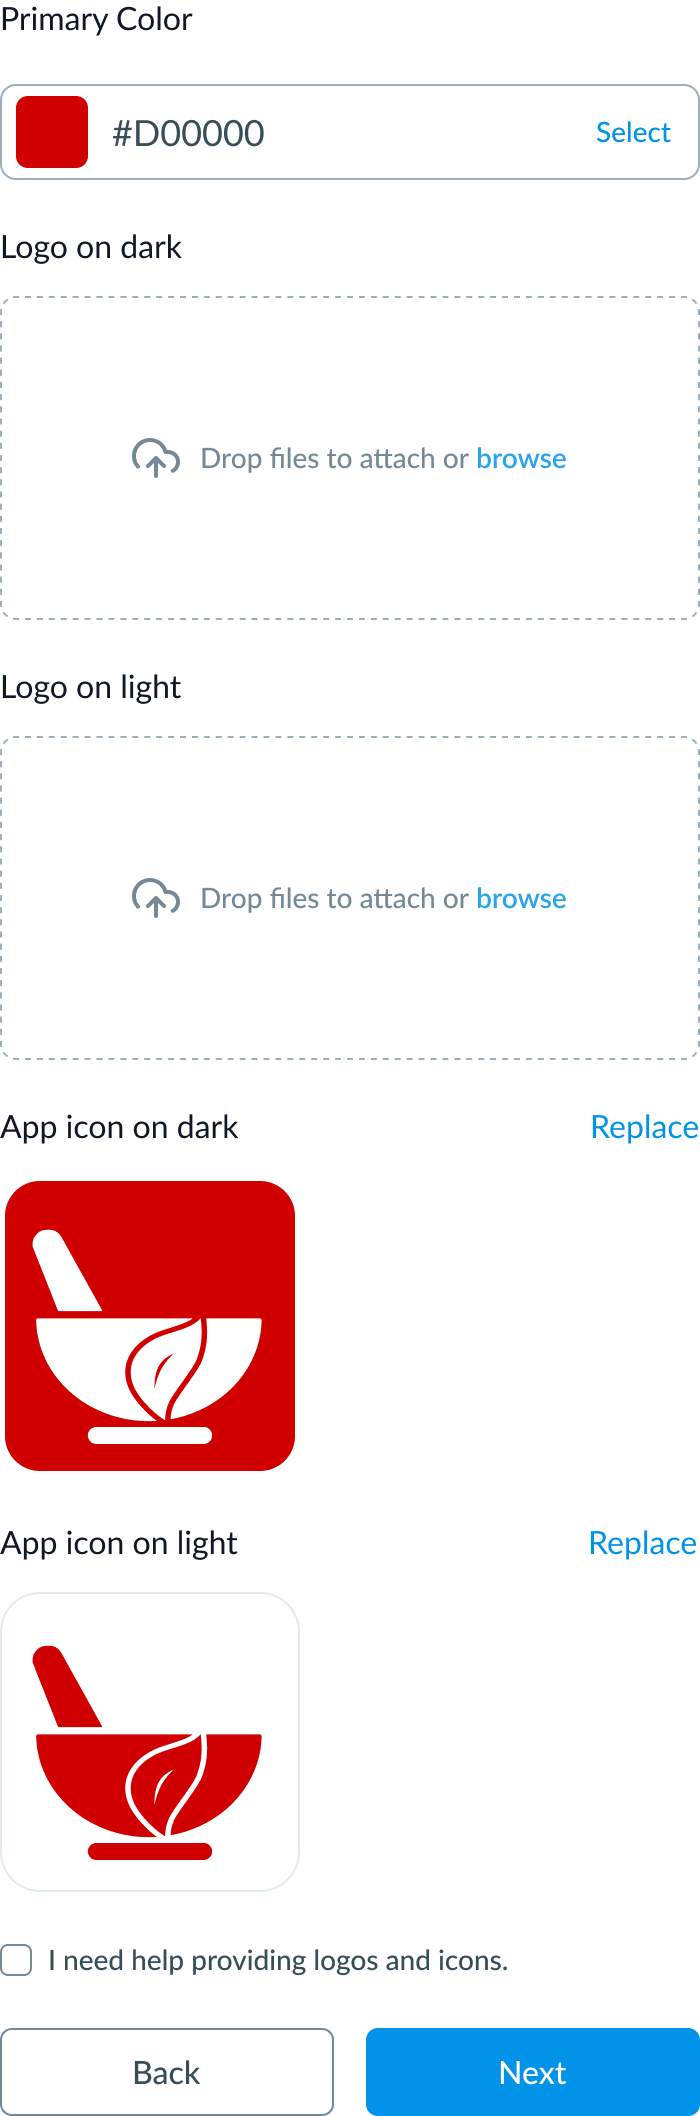 Primary Color
#D00000 Select
Logo on dark
Drop files to attach or browse
Logo on light
Drop files to attach or browse
App icon on dark Replace
App icon on light Replace
I need help providing logos and icons.
Back Next